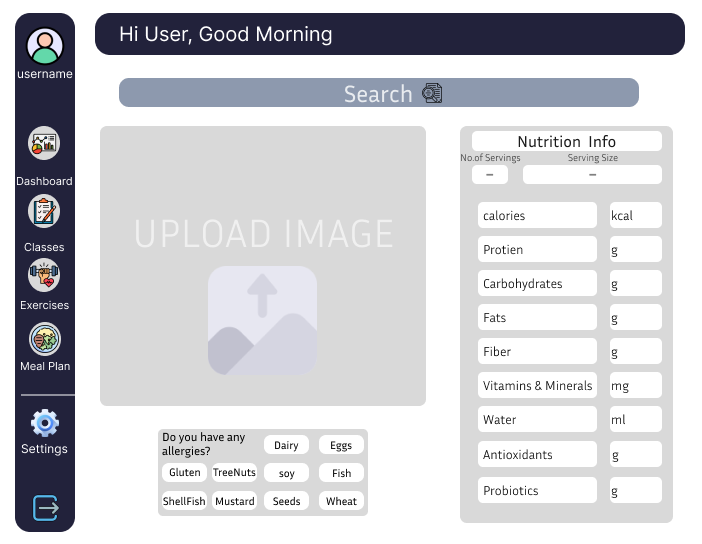 Hi User, Good Morning
username
Dashboard
Classes
Exercises
Meal Plan
Settings
Search
UPLOAD IMAGE
Do you have any
allergies?
Dairy
Eggs
Gluten
TreeNuts
soy
Fish
ShellFish
Mustard
Seeds
Wheat
Nutrition Info
No.of Servings
Serving Size
–
–
calories
kcal
Protien
g
Carbohydrates
g
Fats
g
Fiber
g
Vitamins & Minerals
mg
Water
ml
Antioxidants
g
Probiotics
g